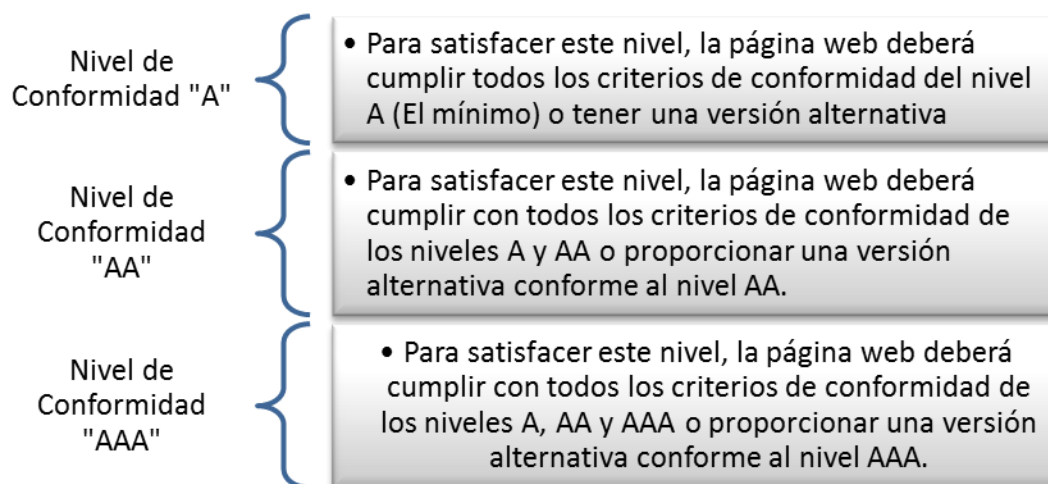 Nivel de
Conformidad "A"
• Para satisfacer este nivel, la página web deberá
cumplir todos los criterios de conformidad del nivel
A (El mínimo) o tener una versión alternativa
Nivel de
Conformidad
"AA"
• Para satisfacer este nivel, la página web deberá
cumplir con todos los criterios de conformidad de
los niveles A y AA o proporcionar una versión
alternativa conforme al nivel AA.
Nivel de
Conformidad
"AAA"
• Para satisfacer este nivel, la página web deberá
cumplir con todos los criterios de conformidad de
los niveles A, AA y AAA o proporcionar una versión
alternativa conforme al nivel AAA.